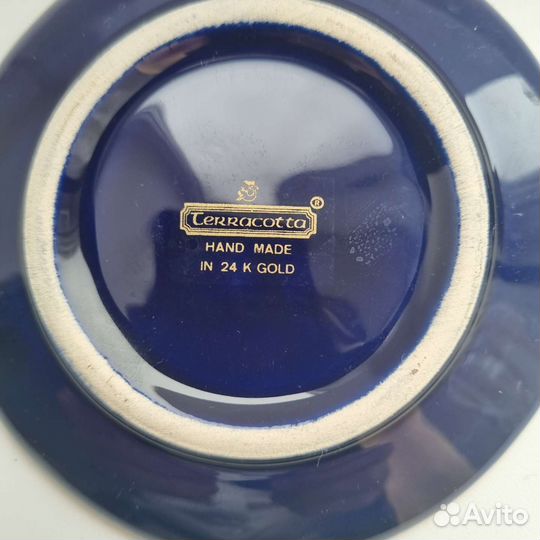 Terracotta ®
HAND MADE
IN 24 K GOLD
Avito